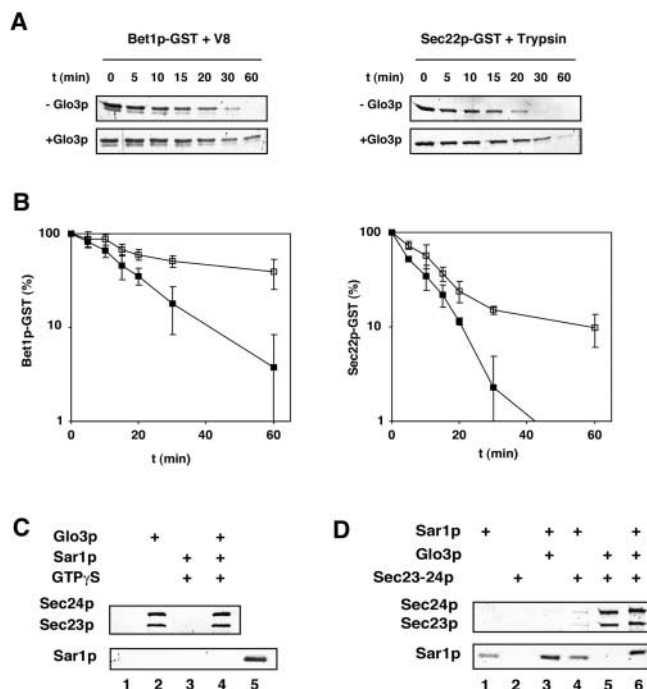 A
Bet1p-GST + V8
Sec22p-GST + Trypsin
t (min) 0 5 10 15 20 30 60
t (min) 0 5 10 15 20 30 60
- Glo3p
- Glo3p
+Glo3p
+Glo3p
B
100
10
1
Bet1p-GST (%)
0 20 40 60
t (min)
100
10
1
Sec22p-GST (%)
0 20 40 60
t (min)
C
Glo3p + +
Sar1p + +
GTPγS + +
Sec24p
Sec23p
Sar1p
1 2 3 4 5
D
Sar1p + + + +
Glo3p + + +
Sec23-24p + + + +
Sec24p
Sec23p
Sar1p
1 2 3 4 5 6